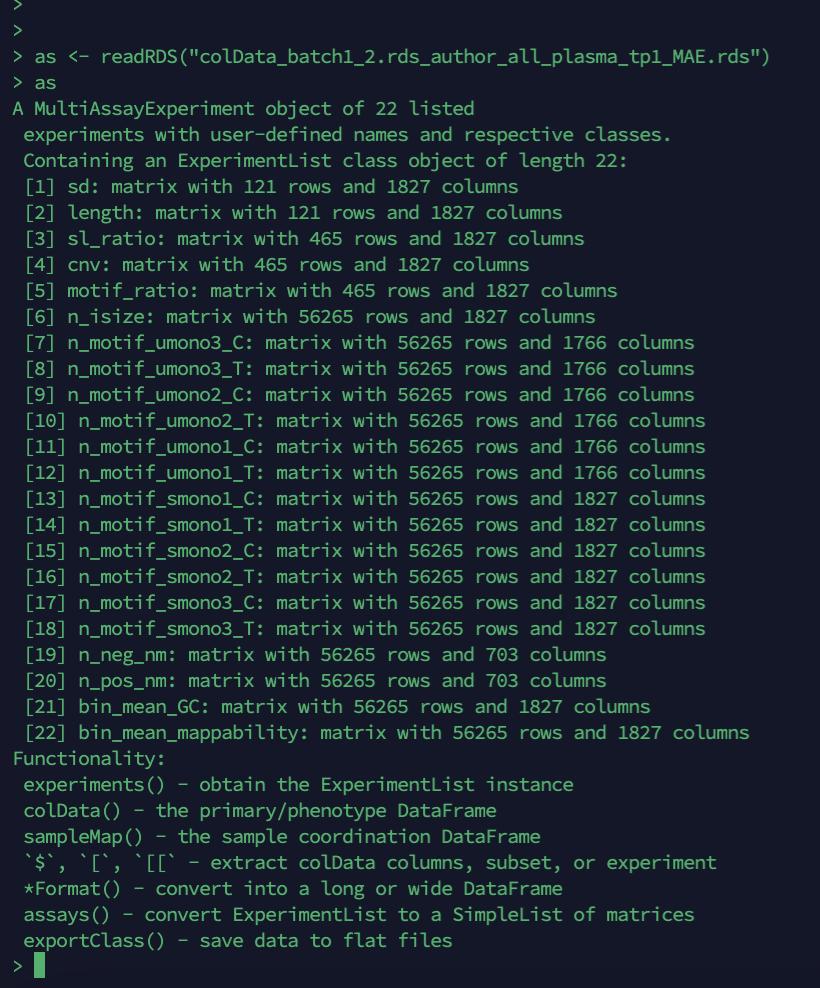 >
>
> as <- readRDS("colData_batch1_2.rds_author_all_plasma_tp1_MAE.rds")
> as
A MultiAssayExperiment object of 22 listed
 experiments with user-defined names and respective classes.
 Containing an ExperimentList class object of length 22:
 [1] sd: matrix with 121 rows and 1827 columns
 [2] length: matrix with 121 rows and 1827 columns
 [3] sl_ratio: matrix with 465 rows and 1827 columns
 [4] cnv: matrix with 465 rows and 1827 columns
 [5] motif_ratio: matrix with 465 rows and 1827 columns
 [6] n_isize: matrix with 56265 rows and 1827 columns
 [7] n_motif_umono3_C: matrix with 56265 rows and 1766 columns
 [8] n_motif_umono3_T: matrix with 56265 rows and 1766 columns
 [9] n_motif_umono2_C: matrix with 56265 rows and 1766 columns
 [10] n_motif_umono2_T: matrix with 56265 rows and 1766 columns
 [11] n_motif_umono1_C: matrix with 56265 rows and 1766 columns
 [12] n_motif_umono1_T: matrix with 56265 rows and 1766 columns
 [13] n_motif_smono1_C: matrix with 56265 rows and 1827 columns
 [14] n_motif_smono1_T: matrix with 56265 rows and 1827 columns
 [15] n_motif_smono2_C: matrix with 56265 rows and 1827 columns
 [16] n_motif_smono2_T: matrix with 56265 rows and 1827 columns
 [17] n_motif_smono3_C: matrix with 56265 rows and 1827 columns
 [18] n_motif_smono3_T: matrix with 56265 rows and 1827 columns
 [19] n_neg_nm: matrix with 56265 rows and 703 columns
 [20] n_pos_nm: matrix with 56265 rows and 703 columns
 [21] bin_mean_GC: matrix with 56265 rows and 1827 columns
 [22] bin_mean_mappability: matrix with 56265 rows and 1827 columns
Functionality:
 experiments() - obtain the ExperimentList instance
 colData() - the primary/phenotype DataFrame
 sampleMap() - the sample coordination DataFrame
 `$`, `[`, `[[` - extract colData columns, subset, or experiment
 *Format() - convert into a long or wide DataFrame
 assays() - convert ExperimentList to a SimpleList of matrices
 exportClass() - save data to flat files
>